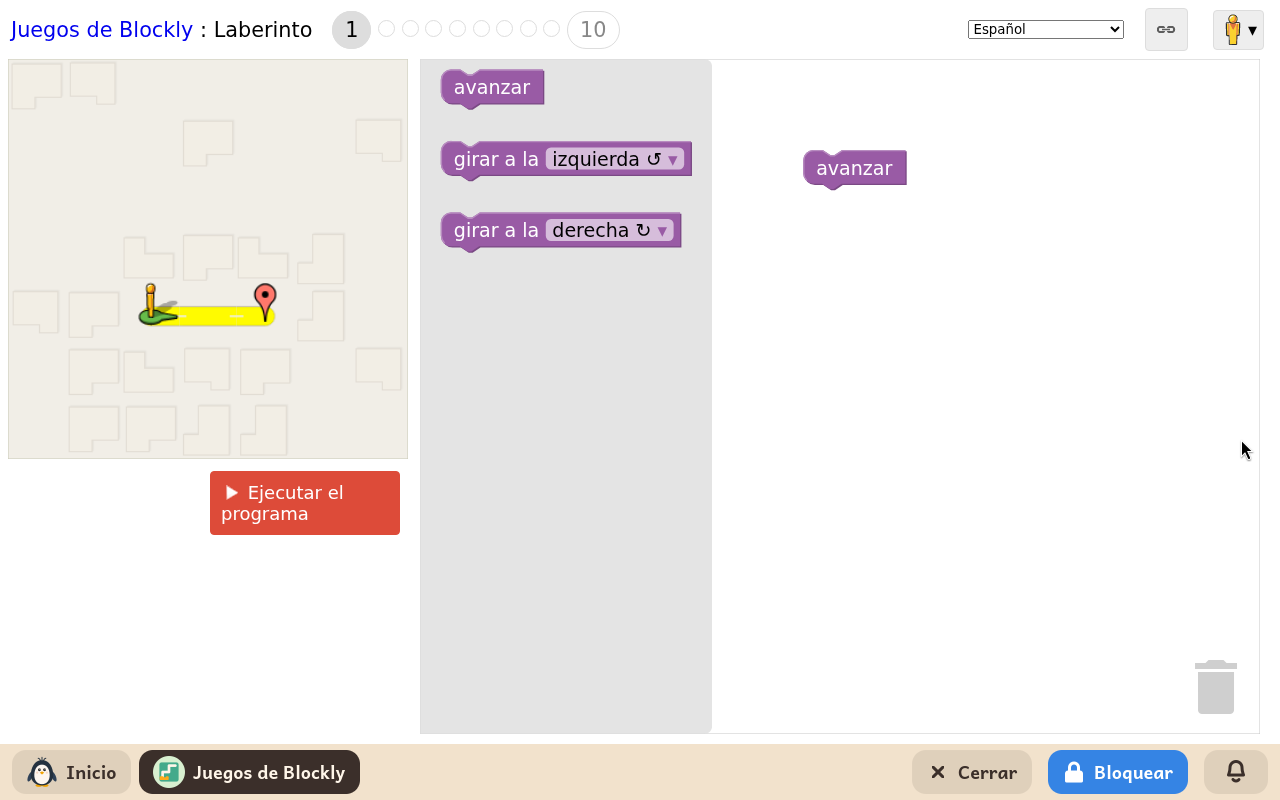 Juegos de Blockly : Laberinto 1 10 Español
avanzar
girar a la izquierda ↺ ▾
girar a la derecha ↻ ▾
avanzar
Ejecutar el
programa
Inicio Juegos de Blockly Cerrar Bloquear